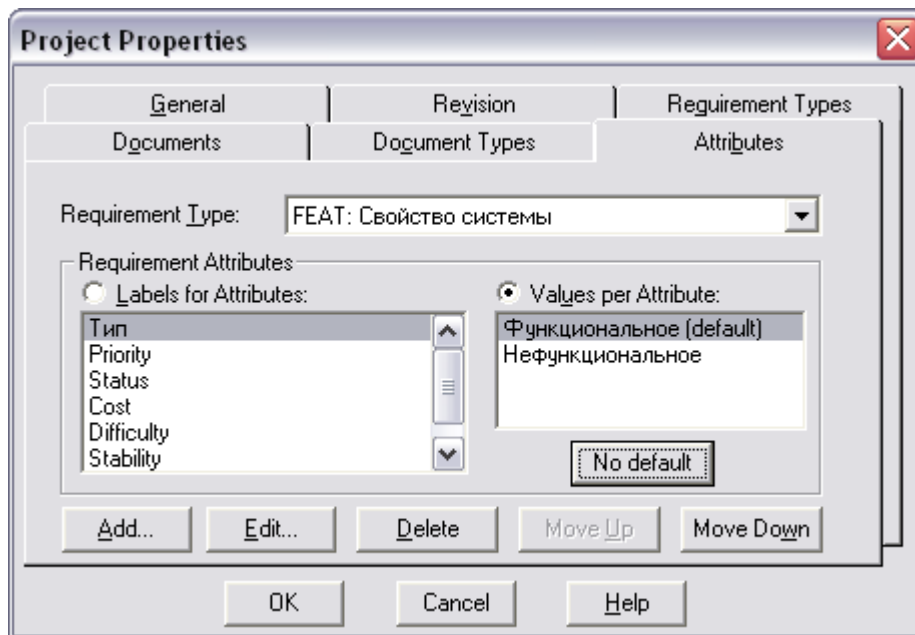 Project Properties
General Revision Reguirement Types
Documents Document Types Attributes
Requirement Type: FEAT: Свойство системы
Requirement Attributes
Labels for Attributes: Values per Attribute:
Тип Функциональное (default)
Priority Нефункциональное
Status
Cost
Difficulty
Stability No default
Add... Edit... Delete Move Up Move Down
OK Cancel Help